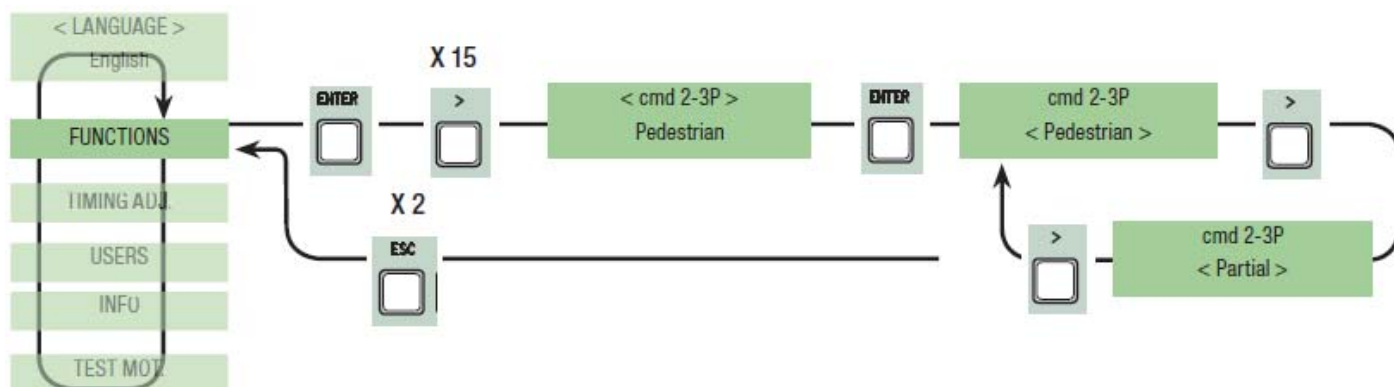 < LANGUAGE >
English
FUNCTIONS
TIMING ADJ.
USERS
INFO
TEST MOT.
ENTER
X 15
>
< cmd 2-3P >
Pedestrian
ENTER
cmd 2-3P
< Pedestrian >
>
X 2
ESC
>
cmd 2-3P
< Partial >